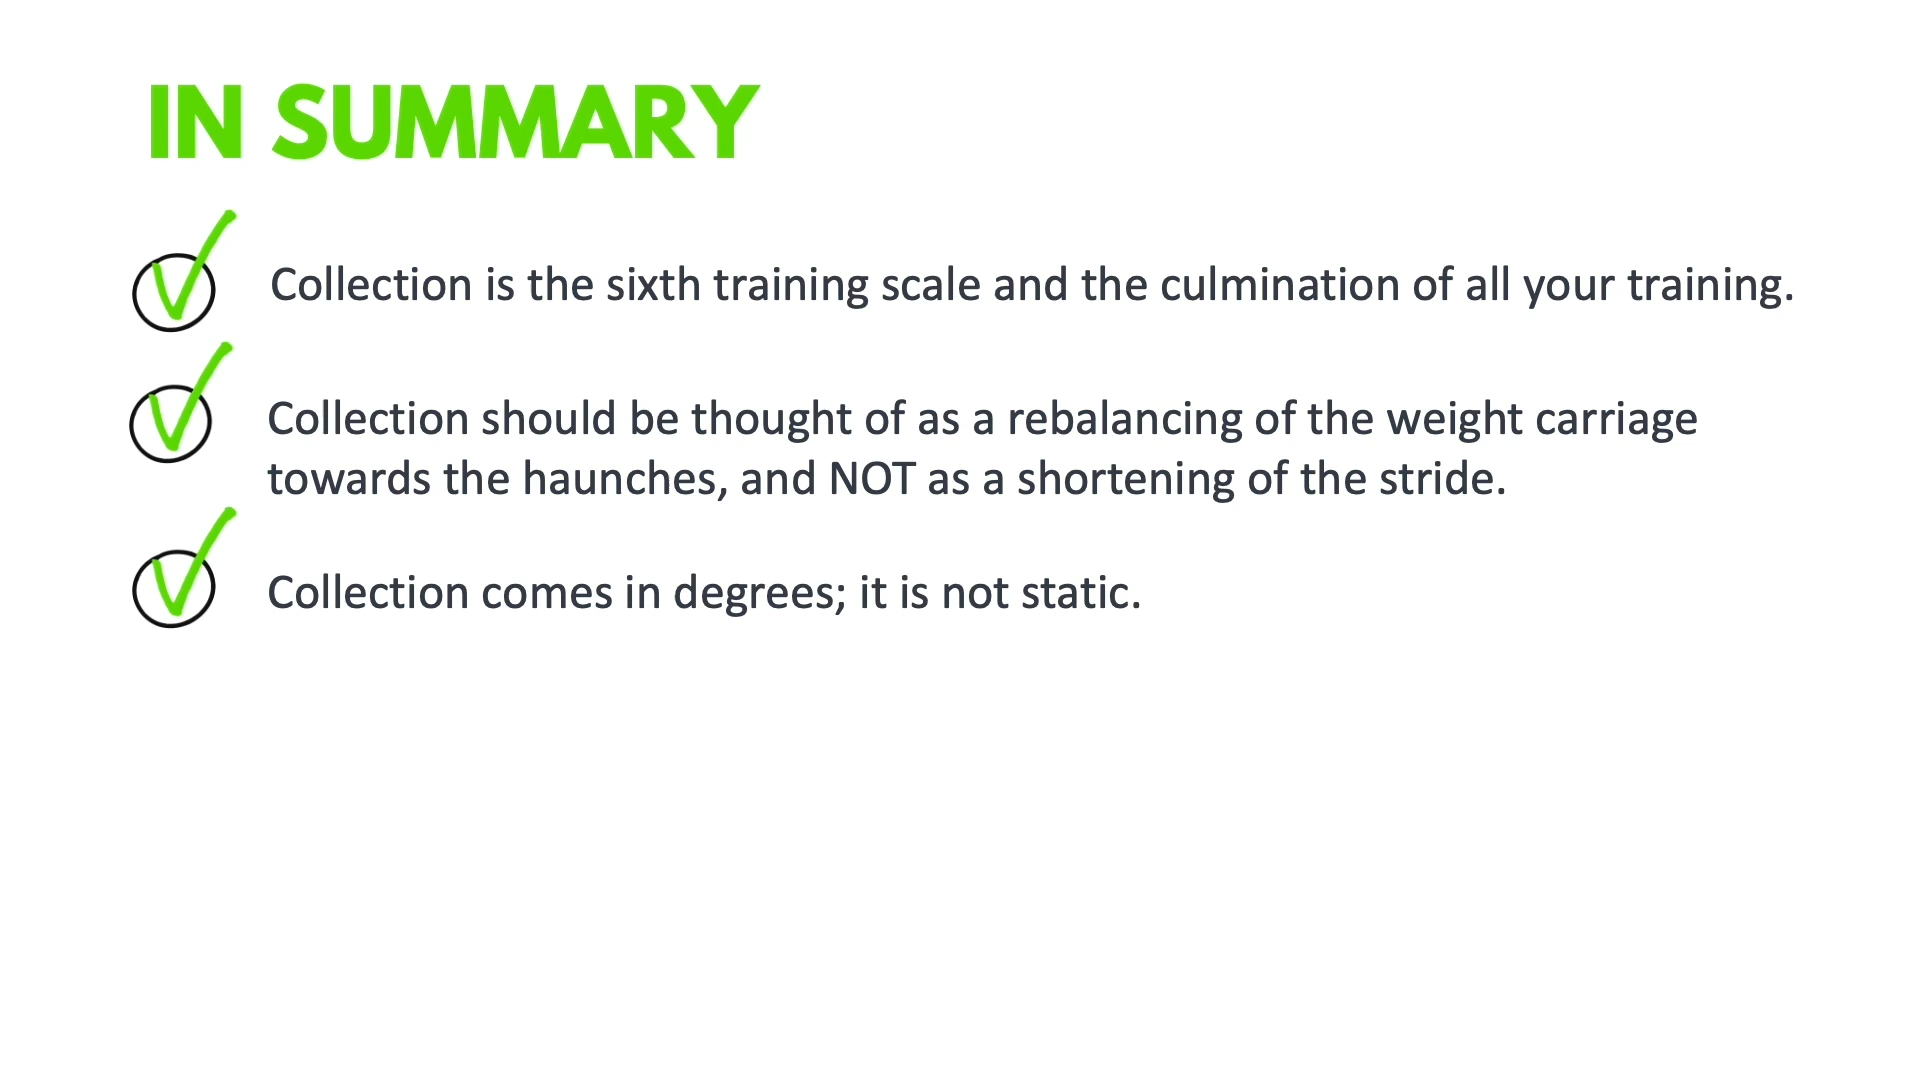 IN SUMMARY
Collection is the sixth training scale and the culmination of all your training.
Collection should be thought of as a rebalancing of the weight carriage
towards the haunches, and NOT as a shortening of the stride.
Collection comes in degrees; it is not static.